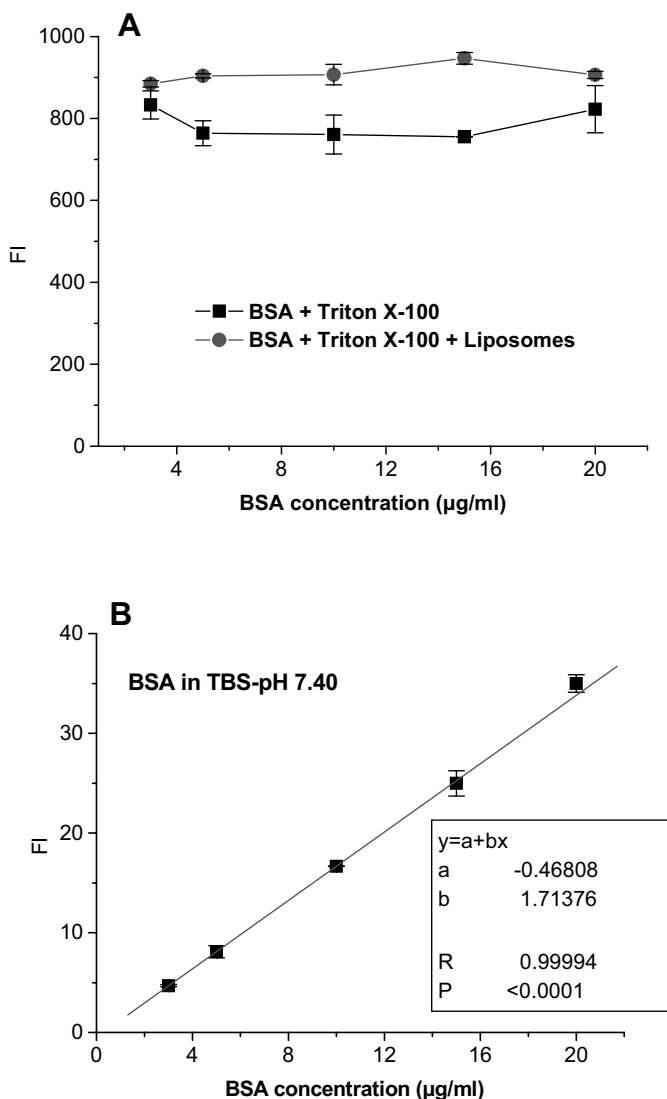 A
1000
800
600
400
200
0
FI
BSA + Triton X-100
BSA + Triton X-100 + Liposomes
4 8 12 16 20
BSA concentration (µg/ml)
B
40
30
20
10
0
FI
BSA in TBS-pH 7.40
y=a+bx
a -0.46808
b 1.71376
R 0.99994
P <0.0001
0 4 8 12 16 20
BSA concentration (µg/ml)